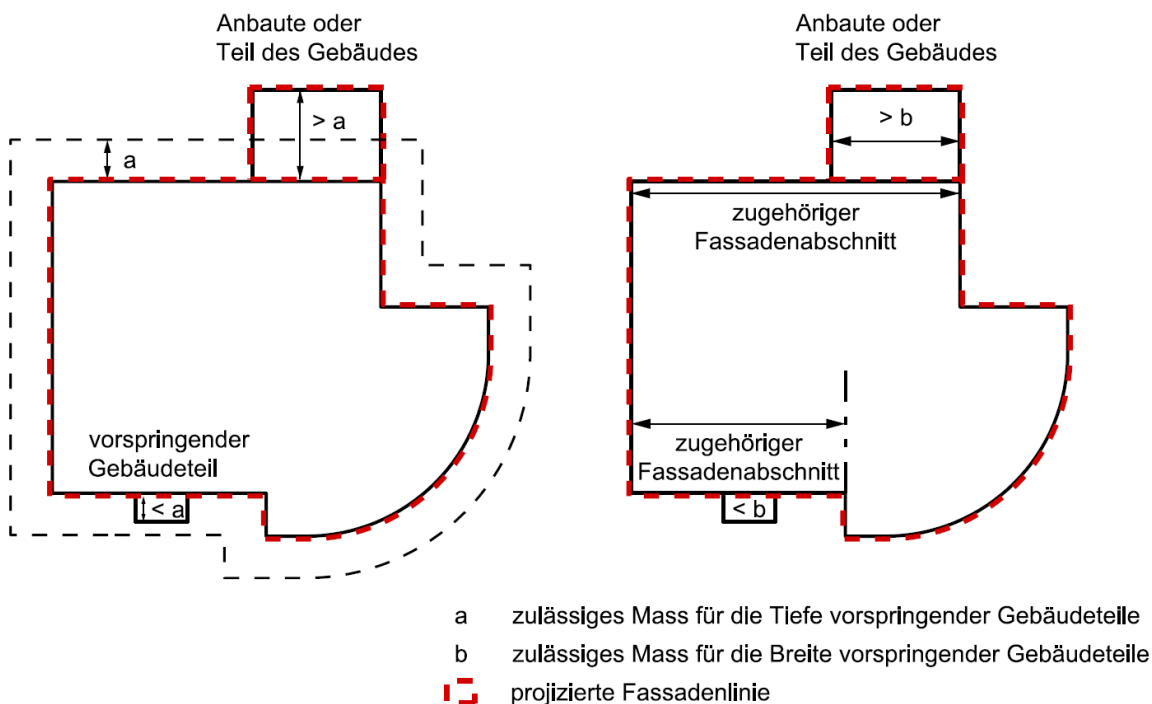 Anbaute oder
Teil des Gebäudes
> a
a
vorspringender
Gebäudeteil
< a
Anbaute oder
Teil des Gebäudes
> b
zugehöriger
Fassadenabschnitt
zugehöriger
Fassadenabschnitt
< b
a zulässiges Mass für die Tiefe vorspringender Gebäudeteile
b zulässiges Mass für die Breite vorspringender Gebäudeteile
projizierte Fassadenlinie